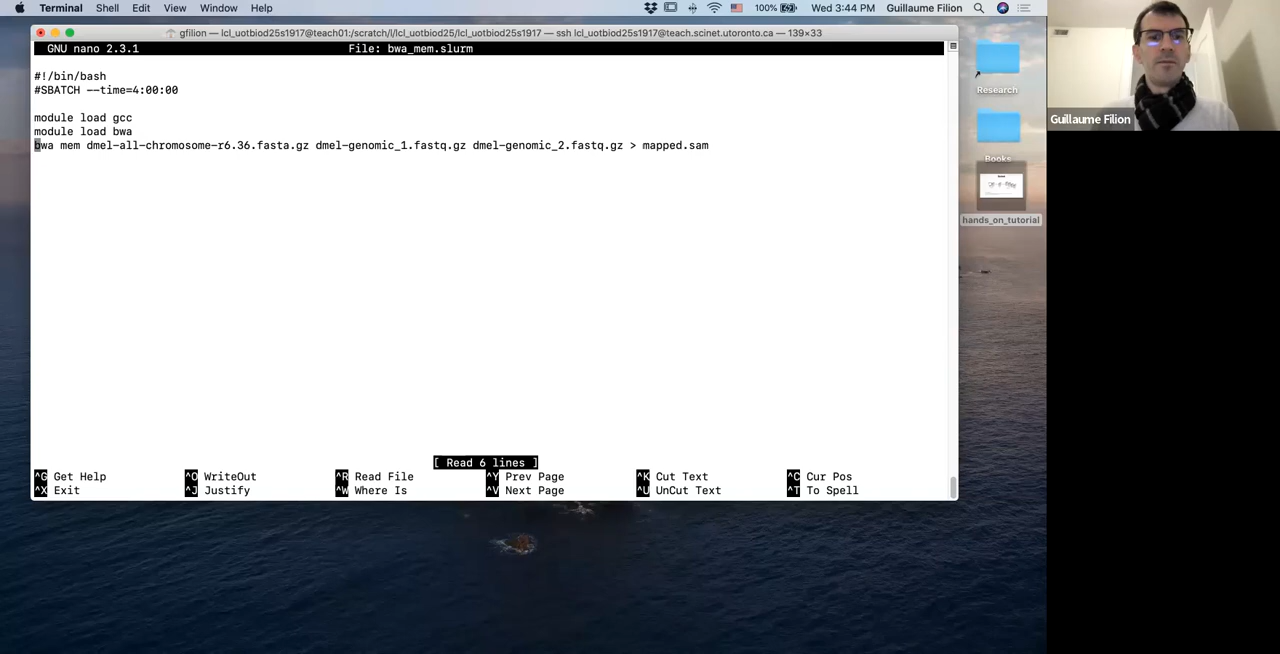 Terminal Shell Edit View Window Help 100% Wed 3:44 PM Guillaume Filion
gfilion — lcl_uotbiod25s1917@teach01:/scratch/l/lcl_uotbiod25/lcl_uotbiod25s1917 — ssh lcl_uotbiod25s1917@teach.scinet.utoronto.ca — 139×33
GNU nano 2.3.1 File: bwa_mem.slurm
#!/bin/bash
#SBATCH --time=4:00:00
module load gcc
module load bwa
bwa mem dmel-all-chromosome-r6.36.fasta.gz dmel-genomic_1.fastq.gz dmel-genomic_2.fastq.gz > mapped.sam
[ Read 6 lines ]
^G Get Help ^O WriteOut ^R Read File ^Y Prev Page ^K Cut Text ^C Cur Pos
^X Exit ^J Justify ^W Where Is ^V Next Page ^U UnCut Text ^T To Spell
Research
Books
hands_on_tutorial
Guillaume Filion